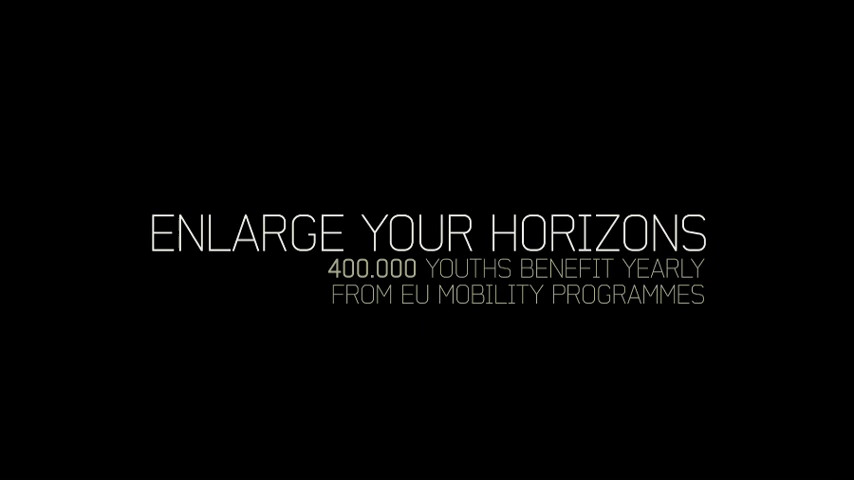 ENLARGE YOUR HORIZONS
400.000 YOUTHS BENEFIT YEARLY
FROM EU MOBILITY PROGRAMMES